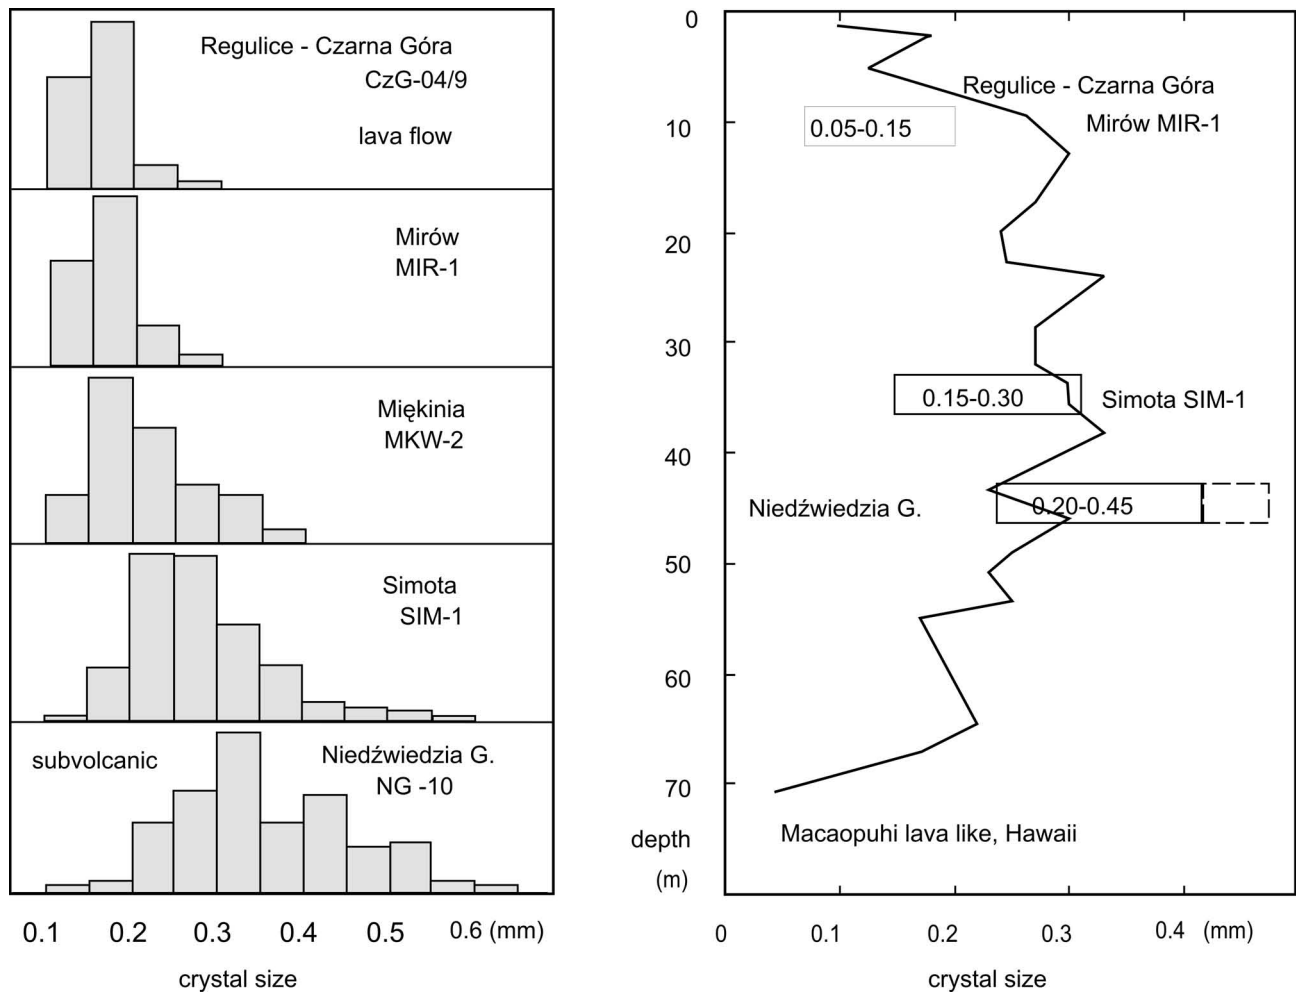 Regulice - Czarna Góra
CzG-04/9
lava flow
Mirów
MIR-1
Miękinia
MKW-2
Simota
SIM-1
subvolcanic
Niedźwiedzia G.
NG -10
0.1 0.2 0.3 0.4 0.5 0.6 (mm)
crystal size
0
Regulice - Czarna Góra
10
0.05-0.15
Mirów MIR-1
20
30
0.15-0.30
Simota SIM-1
40
Niedźwiedzia G.
0.20-0.45
50
60
70
depth
(m)
Macaopuhi lava like, Hawaii
0 0.1 0.2 0.3 0.4 (mm)
crystal size